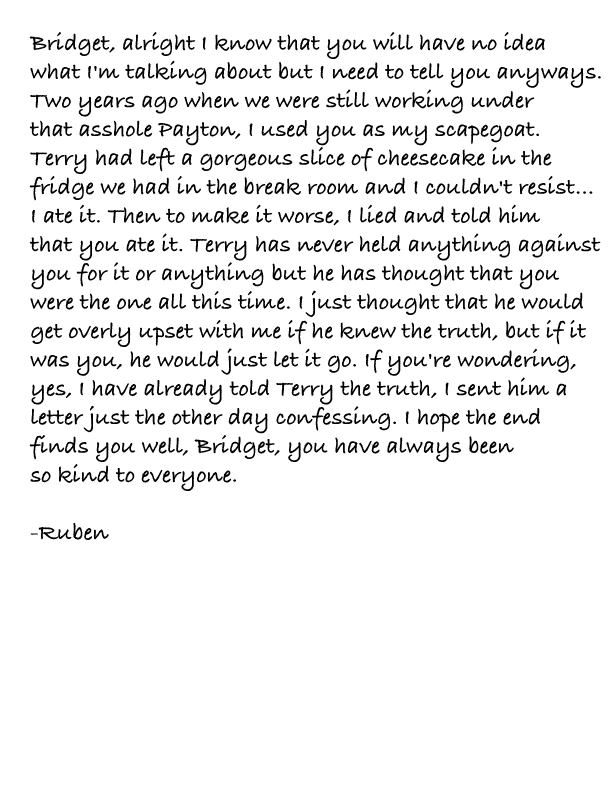 Bridget, alright I know that you will have no idea
what I'm talking about but I need to tell you anyways.
Two years ago when we were still working under
that asshole Payton, I used you as my scapegoat.
Terry had left a gorgeous slice of cheesecake in the
fridge we had in the break room and I couldn't resist...
I ate it. Then to make it worse, I lied and told him
that you ate it. Terry has never held anything against
you for it or anything but he has thought that you
were the one all this time. I just thought that he would
get overly upset with me if he knew the truth, but if it
was you, he would just let it go. If you're wondering,
yes, I have already told Terry the truth, I sent him a
letter just the other day confessing. I hope the end
finds you well, Bridget, you have always been
so kind to everyone.

-Ruben